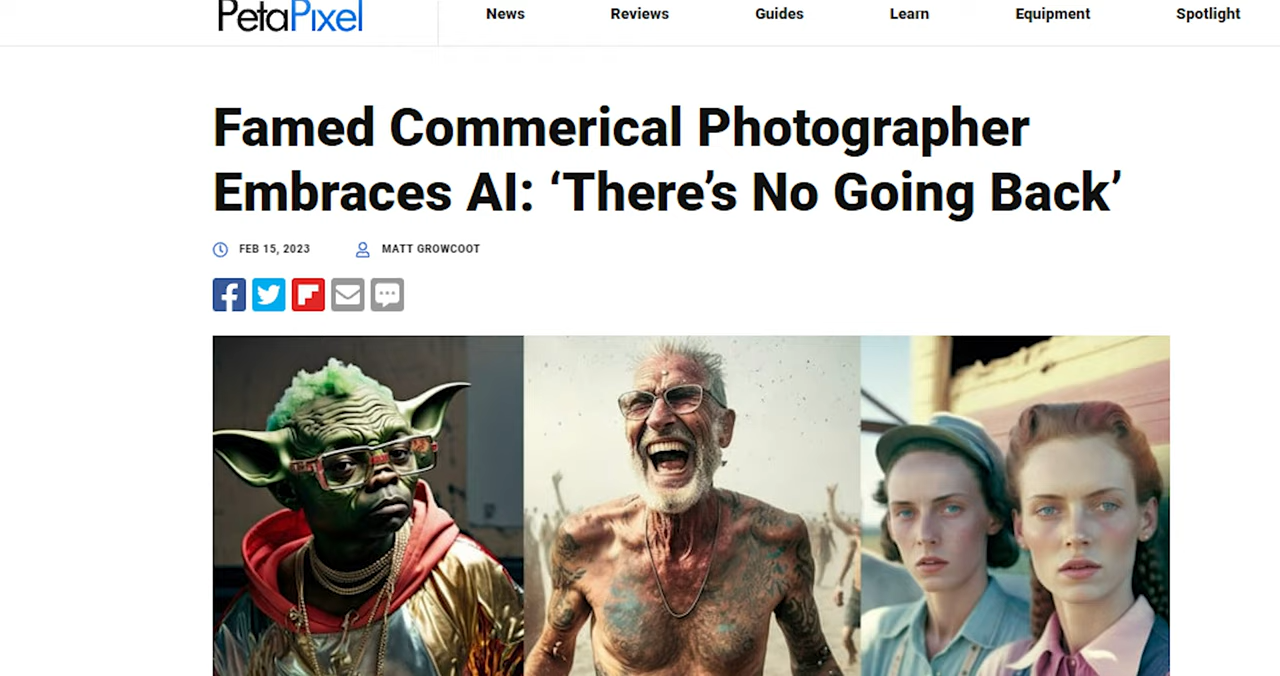 PetaPixel
News
Reviews
Guides
Learn
Equipment
Spotlight
Famed Commerical Photographer
Embraces AI: ‘There’s No Going Back’
FEB 15, 2023
MATT GROWCOOT